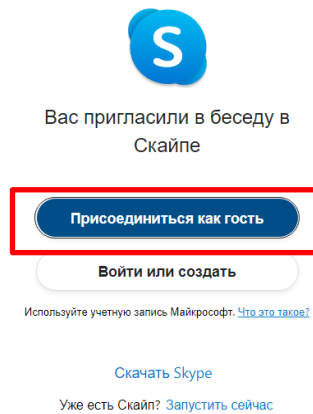 S
Вас пригласили в беседу в
Скайпе
Присоединиться как гость
Войти или создать
Используйте учетную запись Майкрософт. Что это такое?
Скачать Skype
Уже есть Скайп? Запустить сейчас